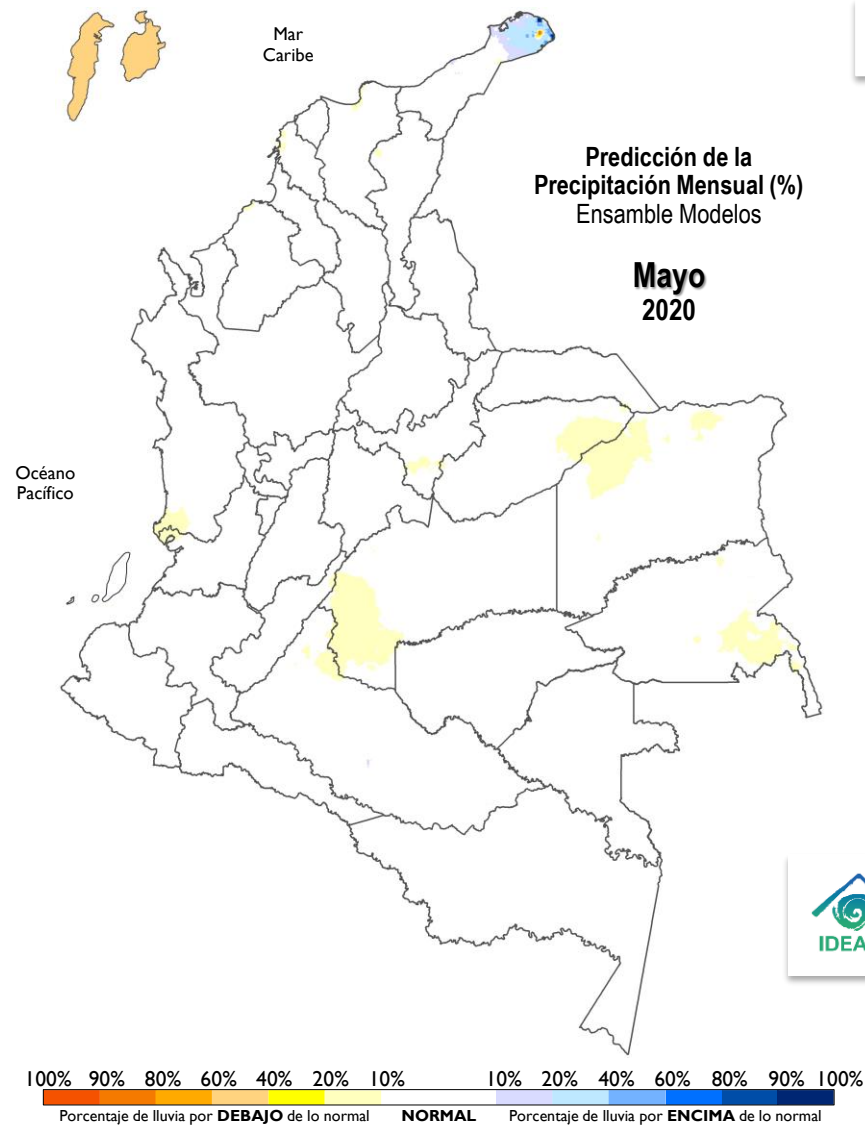 Mar
Caribe
Predicción de la
Precipitación Mensual (%)
Ensamble Modelos
Mayo
2020
Océano
Pacífico
IDEA
100% 90% 80% 60% 40% 20% 10% 10% 20% 40% 60% 80% 90% 100%
Porcentaje de lluvia por DEBAJO de lo normal NORMAL Porcentaje de lluvia por ENCIMA de lo normal